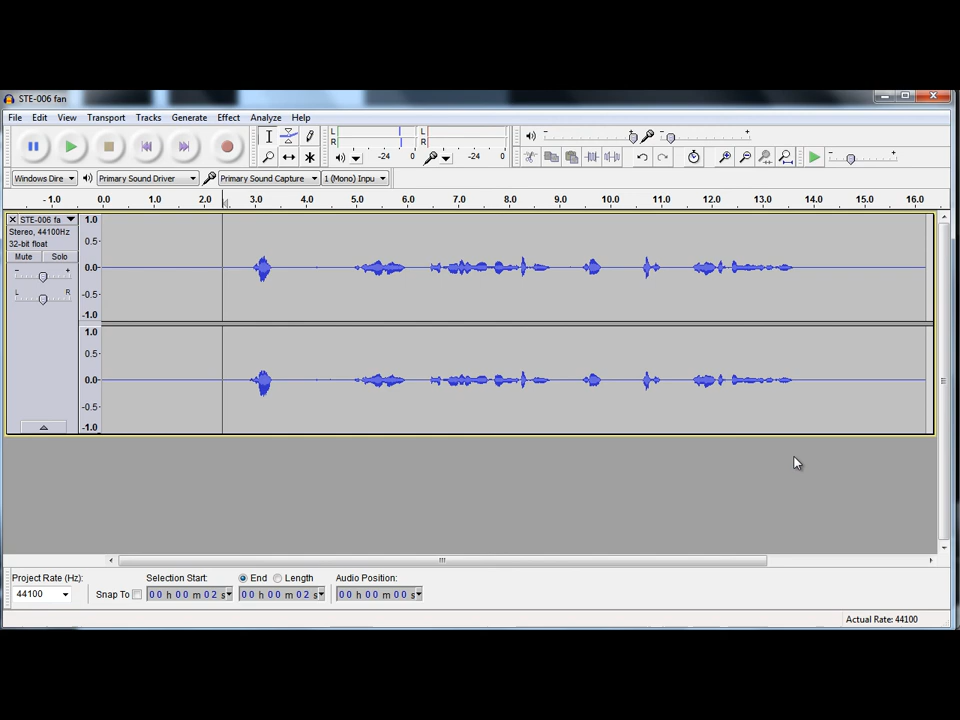 STE-006 fan
File Edit View Transport Tracks Generate Effect Analyze Help
L L
R R
-24 0 -24 0
Windows Dire Primary Sound Driver Primary Sound Capture 1 (Mono) Inpu
- 1.0 0.0 1.0 2.0 3.0 4.0 5.0 6.0 7.0 8.0 9.0 10.0 11.0 12.0 13.0 14.0 15.0 16.0
STE-006 fa 1.0
Stereo, 44100Hz
32-bit float 0.5
Mute Solo
- + 0.0
L R -0.5
-1.0
1.0
0.5
0.0
-0.5
-1.0
Project Rate (Hz): Selection Start: End Length Audio Position:
44100 Snap To 00 h 00 m 02 s 00 h 00 m 02 s 00 h 00 m 00 s
Actual Rate: 44100